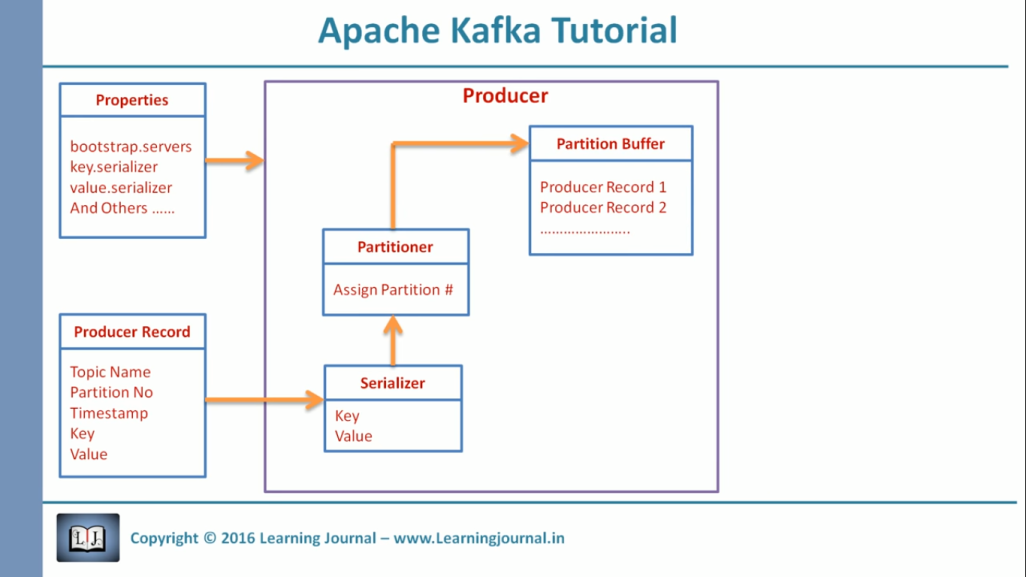 Apache Kafka Tutorial
Properties
bootstrap.servers
key.serializer
value.serializer
And Others ......
Producer
Partition Buffer
Producer Record 1
Producer Record 2
........................
Partitioner
Assign Partition #
Producer Record
Topic Name
Partition No
Timestamp
Key
Value
Serializer
Key
Value
L J
Copyright © 2016 Learning Journal – www.Learningjournal.in